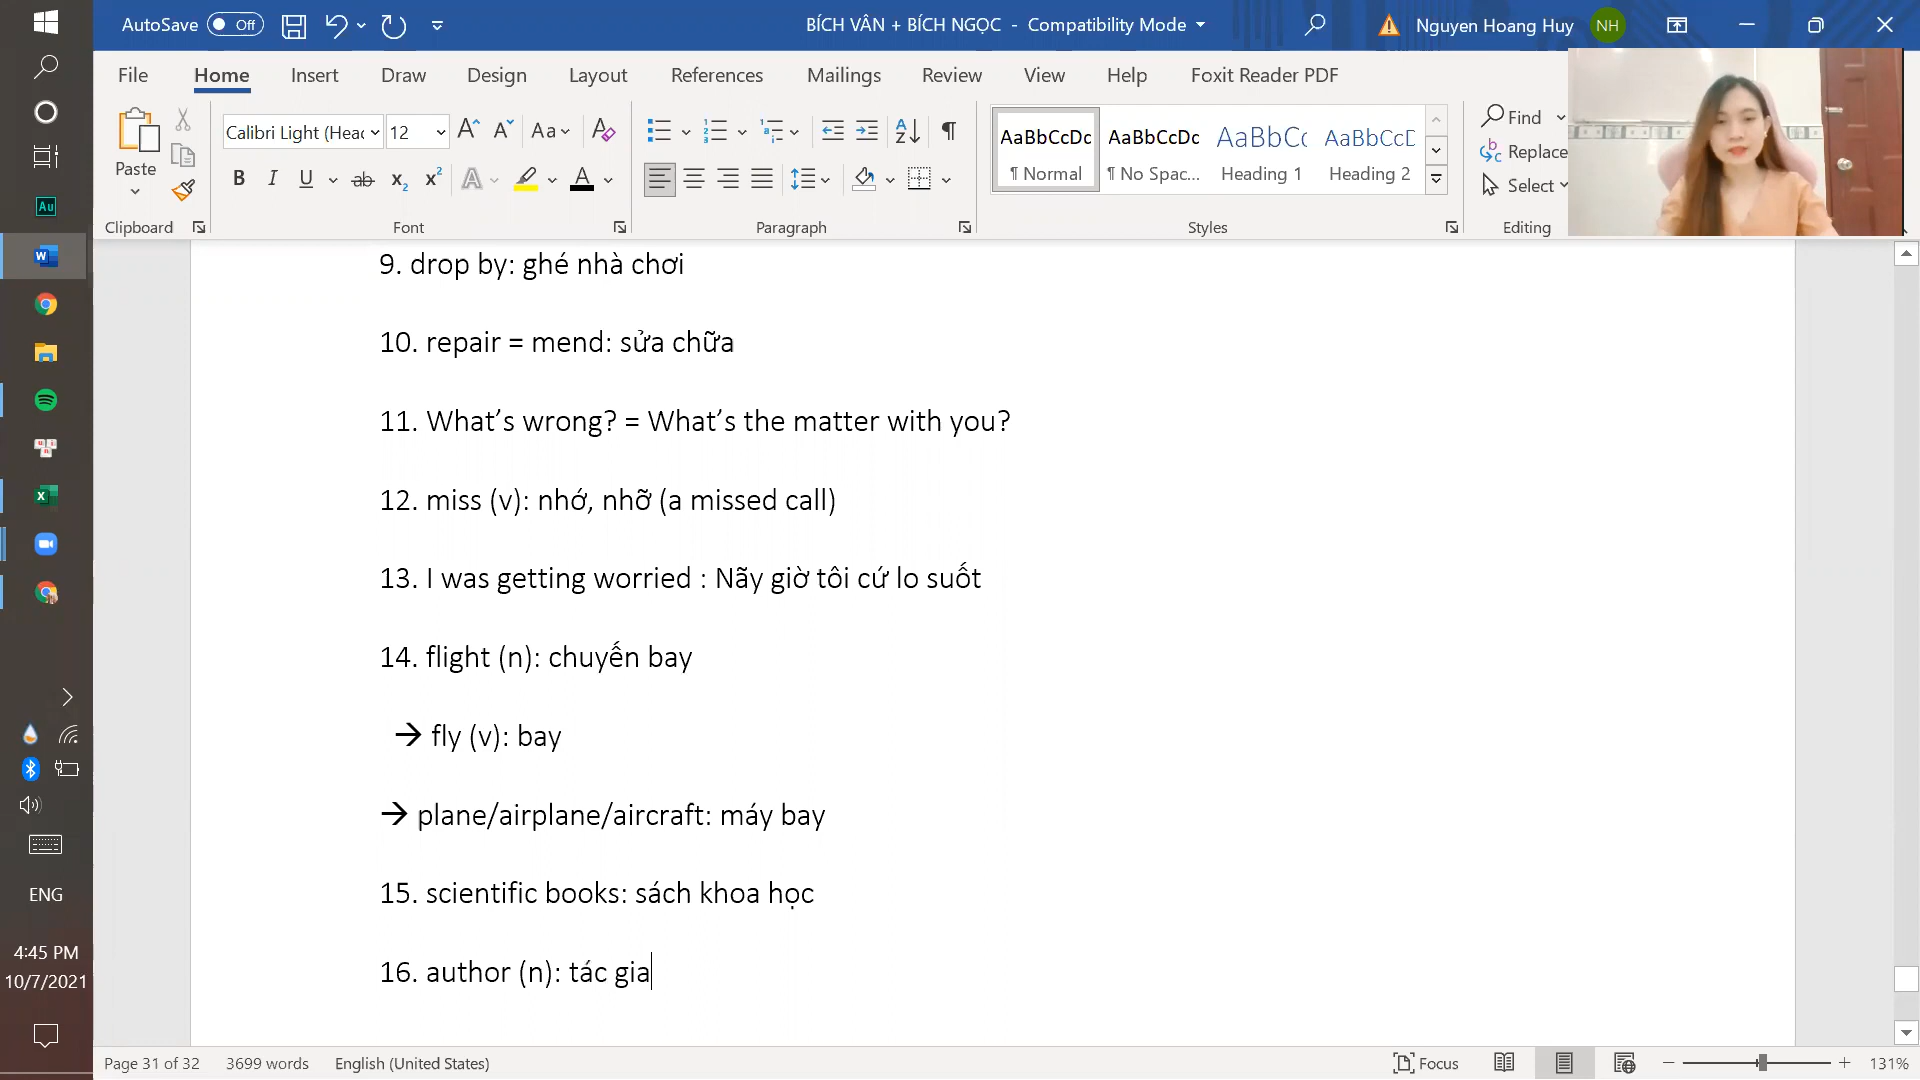 AutoSave Off BÍCH VÂN + BÍCH NGỌC - Compatibility Mode Nguyen Hoang Huy NH
File Home Insert Draw Design Layout References Mailings Review View Help Foxit Reader PDF
Paste
Clipboard
Calibri Light (Head 12
Font
Paragraph
AaBbCcDc AaBbCcDc AaBbCc AaBbCcD
¶ Normal ¶ No Spac... Heading 1 Heading 2
Styles
Find
Replace
Select
Editing
9. drop by: ghé nhà chơi
10. repair = mend: sửa chữa
11. What’s wrong? = What’s the matter with you?
12. miss (v): nhớ, nhỡ (a missed call)
13. I was getting worried : Nãy giờ tôi cứ lo suốt
14. flight (n): chuyến bay
→ fly (v): bay
→ plane/airplane/aircraft: máy bay
15. scientific books: sách khoa học
16. author (n): tác gia
ENG
4:45 PM
10/7/2021
Page 31 of 32 3699 words English (United States) Focus 131%